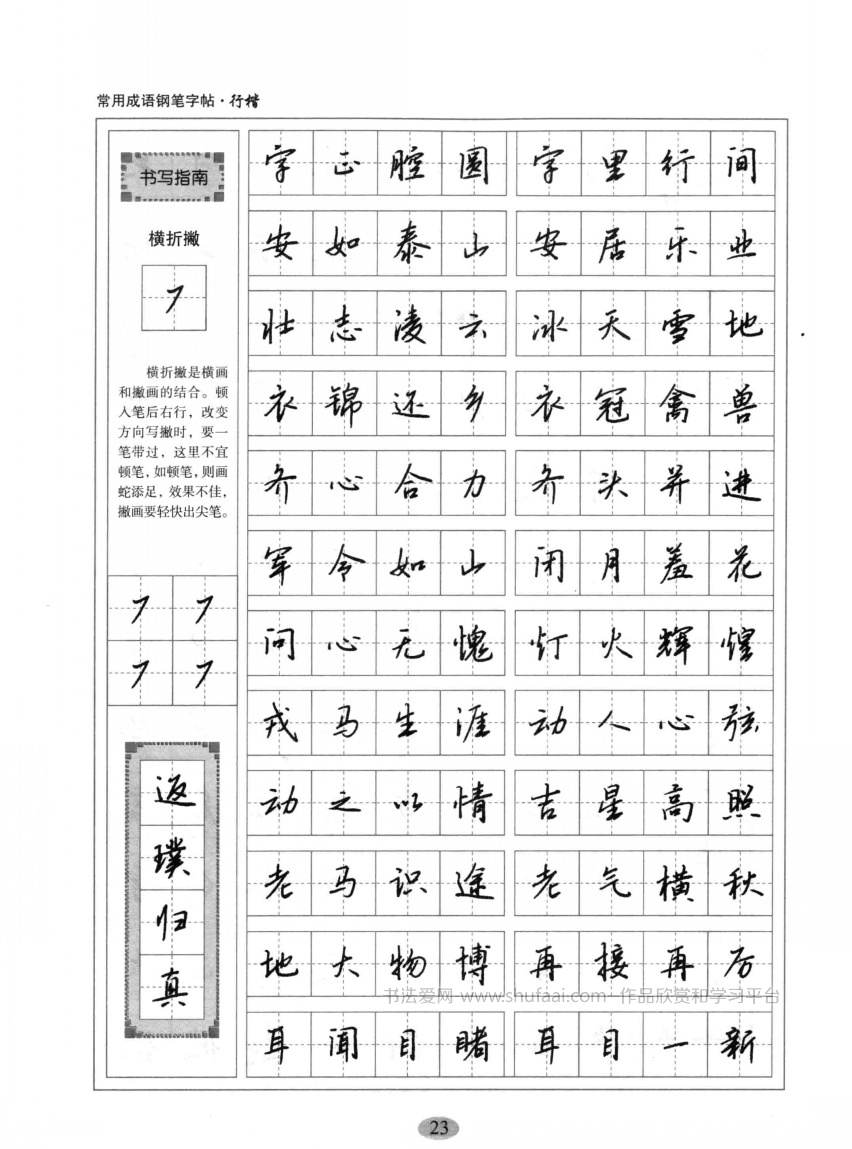 常用成语钢笔字帖·行楷
书写指南
横折撇
㇇
横折撇是横画
和撇画的结合。顿
入笔后右行，改变
方向写撇时，要一
笔带过，这里不宜
顿笔，如顿笔，则画
蛇添足，效果不佳，
撇画要轻快出尖笔。
㇇ ㇇
㇇ ㇇
返
璞
归
真
字正腔圆 字里行间
安如泰山 安居乐业
壮志凌云 冰天雪地
衣锦还乡 衣冠禽兽
齐心合力 齐头并进
军令如山 闭月羞花
问心无愧 灯火辉煌
戎马生涯 动人心弦
动之以情 吉星高照
老马识途 老气横秋
地大物博 再接再厉
书法爱网 www.shufaai.com 作品欣赏和学习平台
耳闻目睹 耳目一新
23